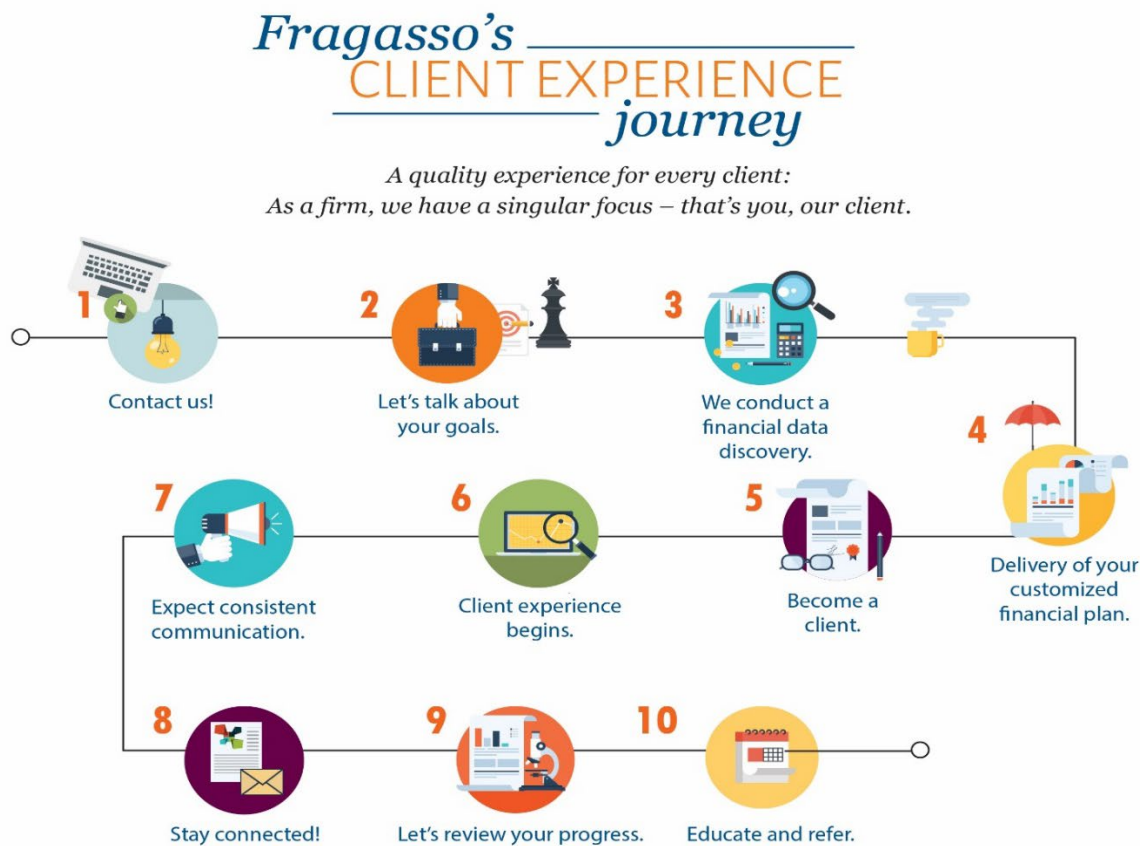 Fragasso's
CLIENT EXPERIENCE
journey
A quality experience for every client:
As a firm, we have a singular focus – that's you, our client.
1
Contact us!
2
Let's talk about
your goals.
3
We conduct a
financial data
discovery.
4
Delivery of your
customized
financial plan.
5
Become a
client.
6
Client experience
begins.
7
Expect consistent
communication.
8
Stay connected!
9
Let's review your progress.
10
Educate and refer.